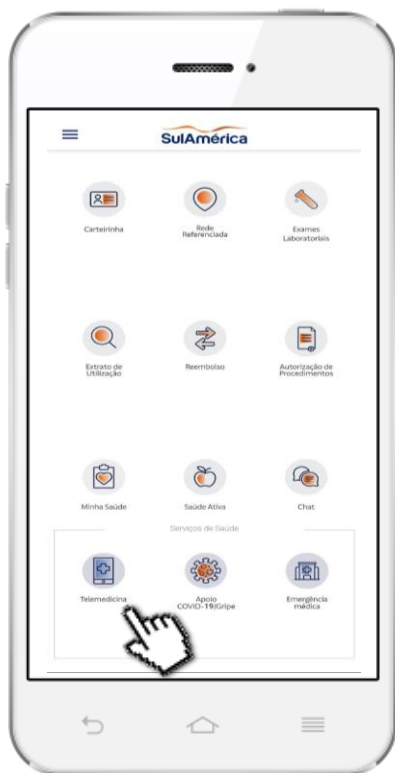 SulAmérica
Carteirinha
Rede
Referenciada
Exames
Laboratoriais
Extrato de
Utilização
Reembolso
Autorização de
Procedimentos
Minha Saúde
Saúde Ativa
Chat
Serviços de Saúde
Telemedicina
Apoio
COVID-19/Gripe
Emergência
médica